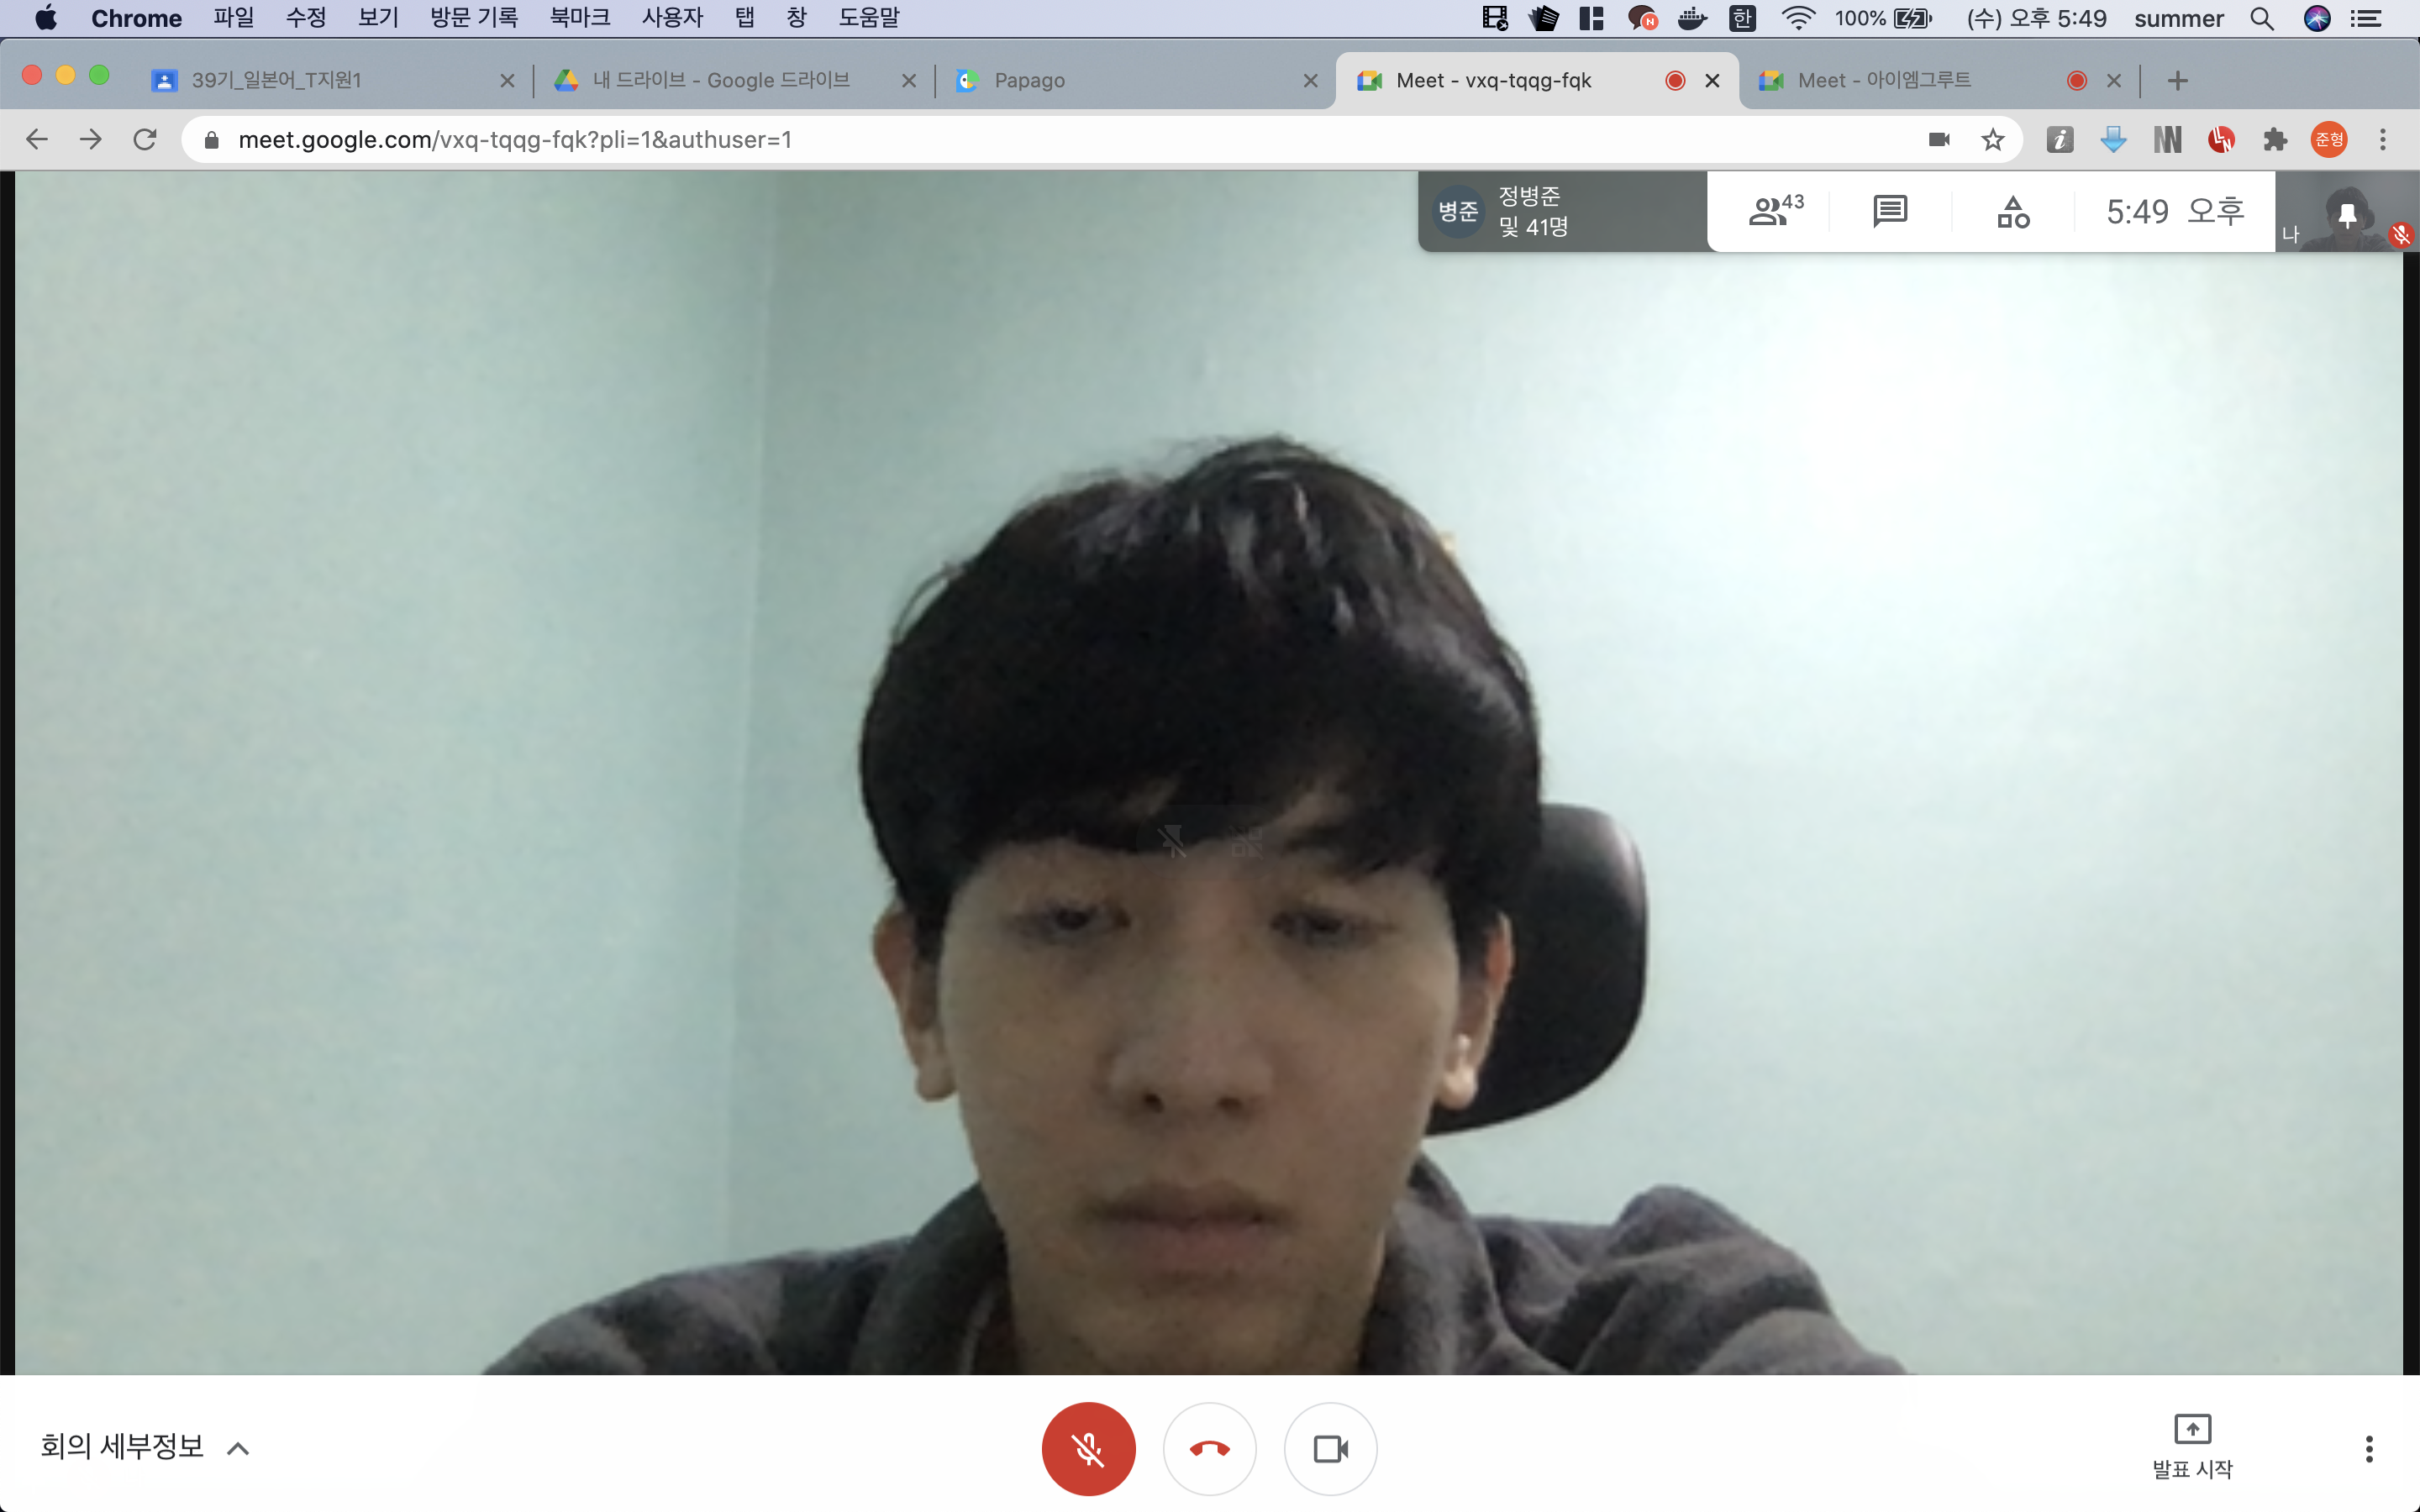 Chrome 파일 수정 보기 방문 기록 북마크 사용자 탭 창 도움말 N 한 100% (수) 오후 5:49 summer
39기_일본어_T지원1 내 드라이브 - Google 드라이브 Papago Meet - vxq-tqqg-fqk Meet - 아이엠그루트
meet.google.com/vxq-tqqg-fqk?pli=1&authuser=1 준형
병준 정병준
및 41명
43 5:49 오후
나
회의 세부정보
발표 시작